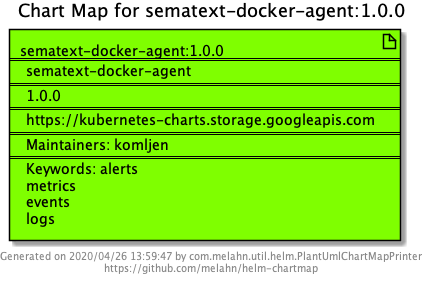 Chart Map for sematext-docker-agent:1.0.0
sematext-docker-agent:1.0.0
sematext-docker-agent
1.0.0
https://kubernetes-charts.storage.googleapis.com
Maintainers: komljen
Keywords: alerts
metrics
events
logs
Generated on 2020/04/26 13:59:47 by com.melahn.util.helm.PlantUmlChartMapPrinter
https://github.com/melahn/helm-chartmap